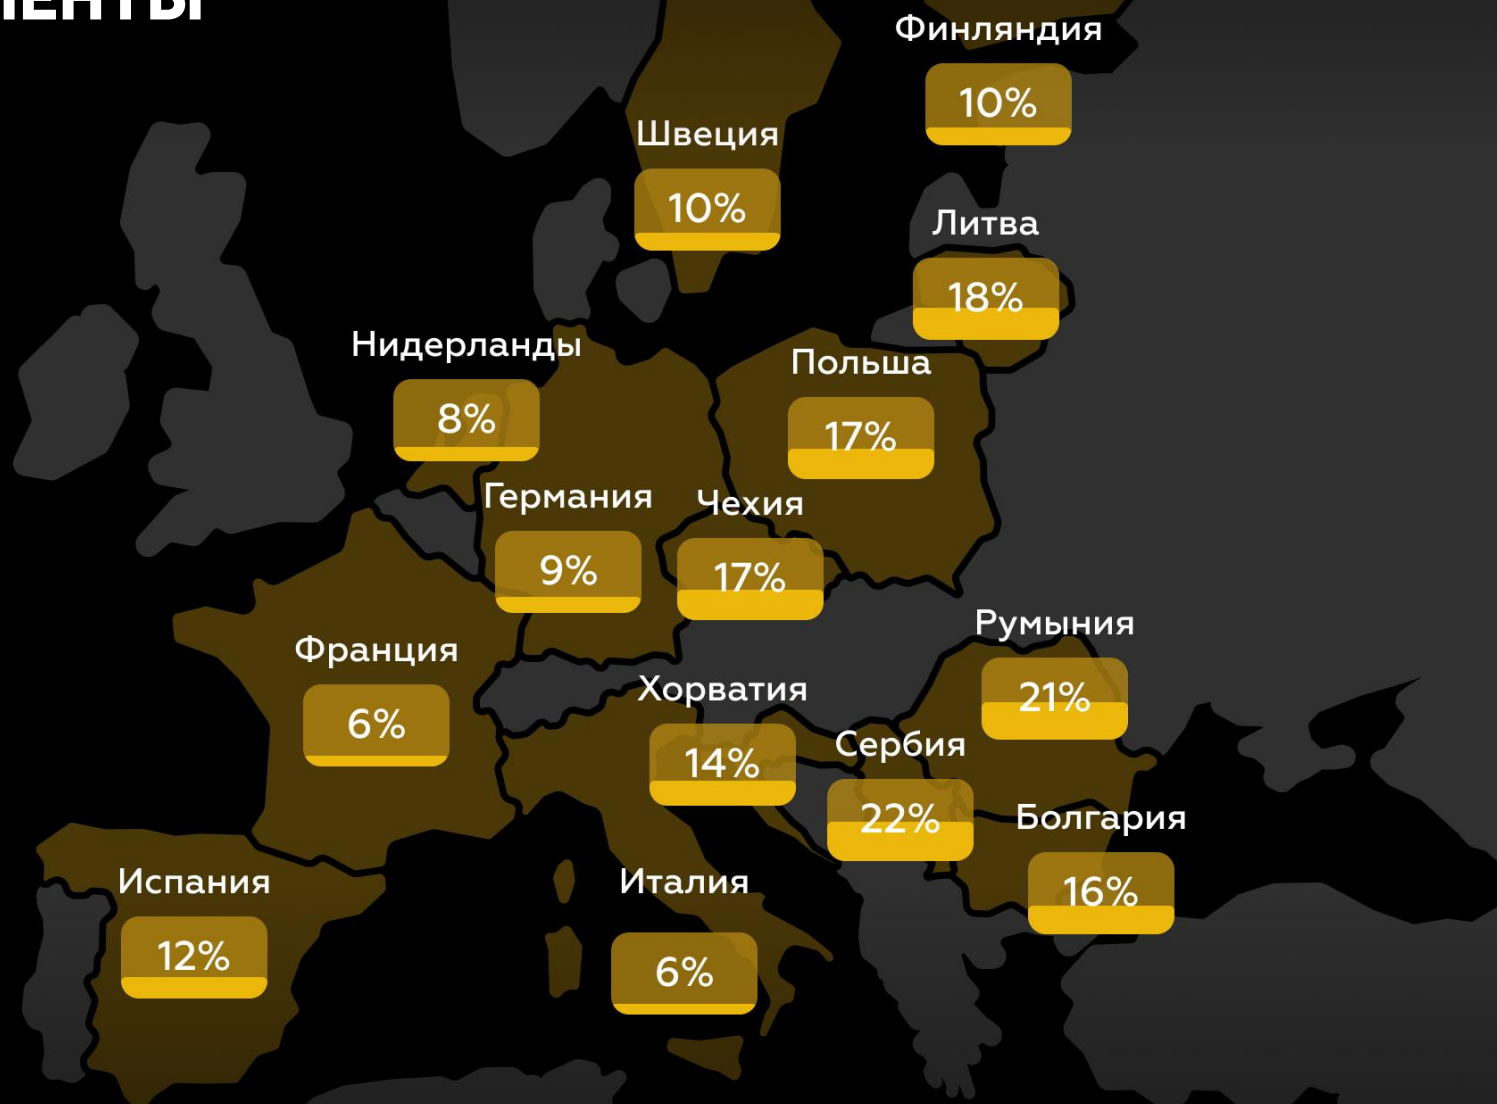 Финляндия
10%
Швеция
10%
Литва
18%
Нидерланды
8%
Польша
17%
Германия
9%
Чехия
17%
Румыния
21%
Франция
6%
Хорватия
14%
Сербия
22%
Болгария
16%
Испания
12%
Италия
6%